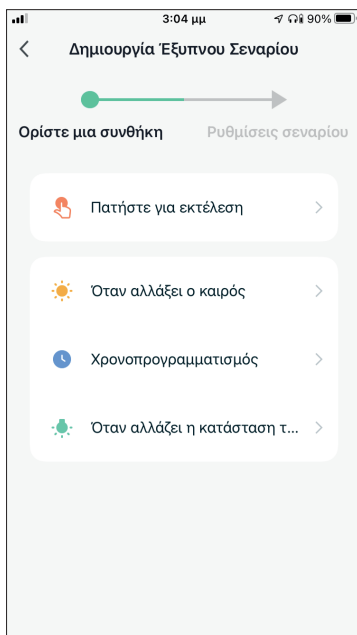 3:04 μμ 90%
Δημιουργία Έξυπνου Σεναρίου
Ορίστε μια συνθήκη Ρυθμίσεις σεναρίου
Πατήστε για εκτέλεση
Όταν αλλάξει ο καιρός
Χρονοπρογραμματισμός
Όταν αλλάζει η κατάσταση τ...